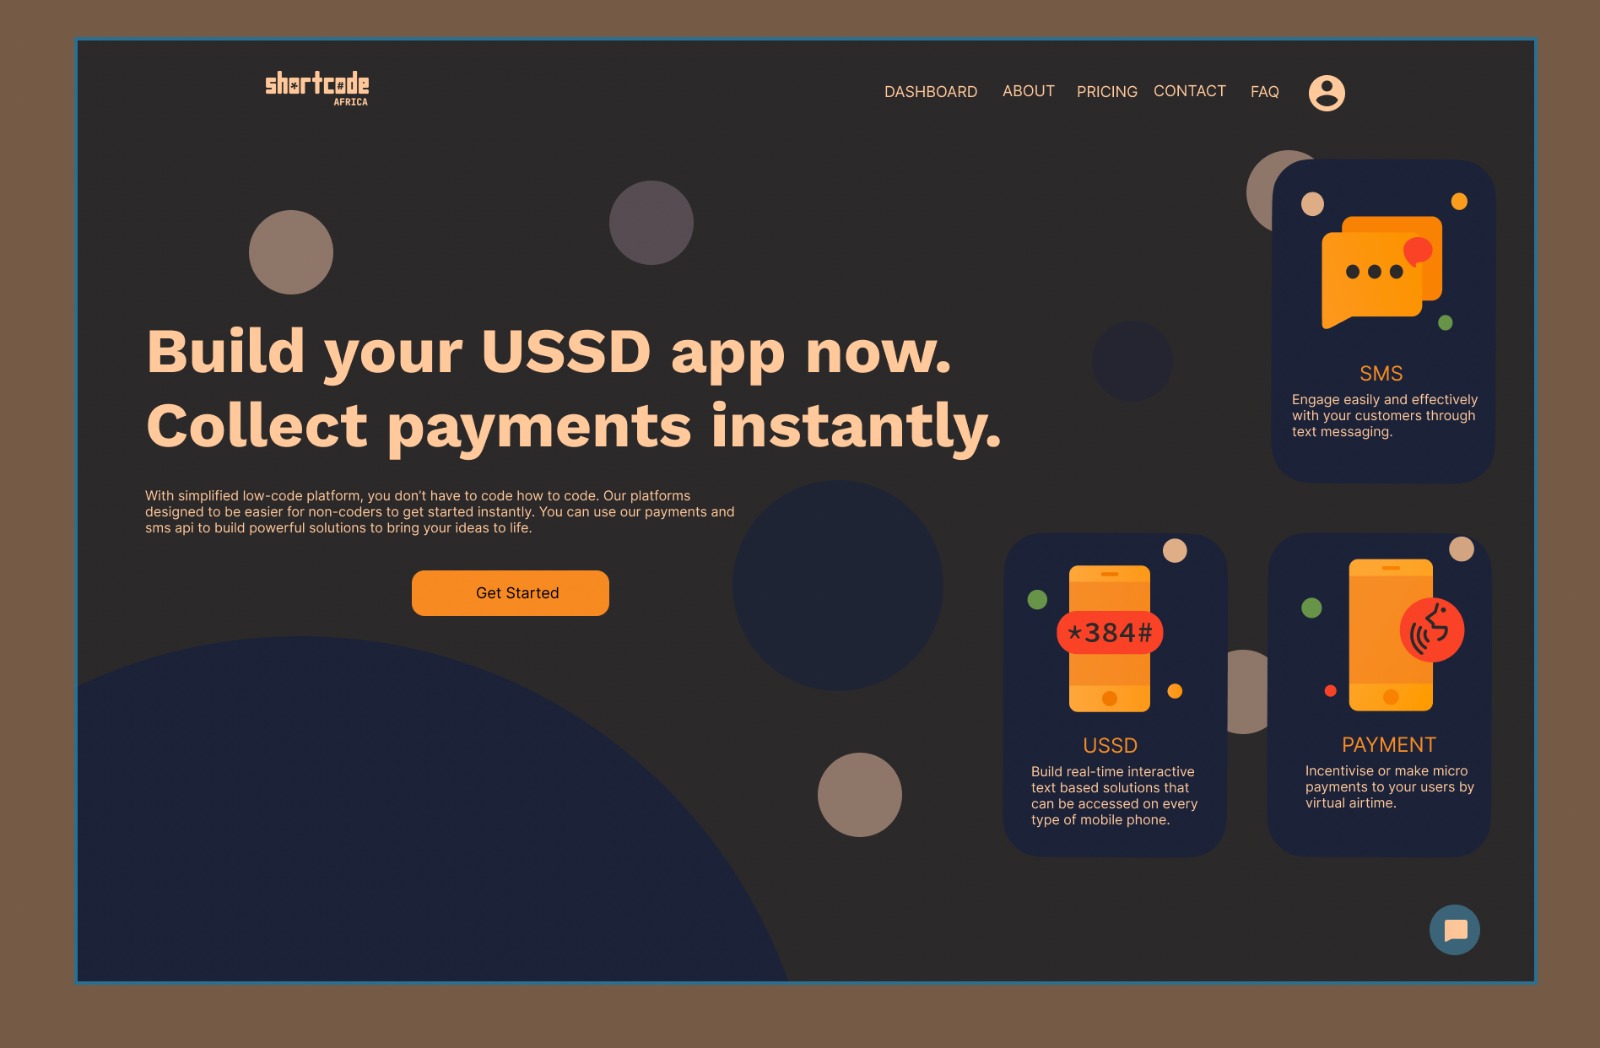 shortcode
AFRICA
DASHBOARD ABOUT PRICING CONTACT FAQ
Build your USSD app now.
Collect payments instantly.
With simplified low-code platform, you don’t have to code how to code. Our platforms
designed to be easier for non-coders to get started instantly. You can use our payments and
sms api to build powerful solutions to bring your ideas to life.
Get Started
SMS
Engage easily and effectively
with your customers through
text messaging.
*384#
USSD
Build real-time interactive
text based solutions that
can be accessed on every
type of mobile phone.
PAYMENT
Incentivise or make micro
payments to your users by
virtual airtime.